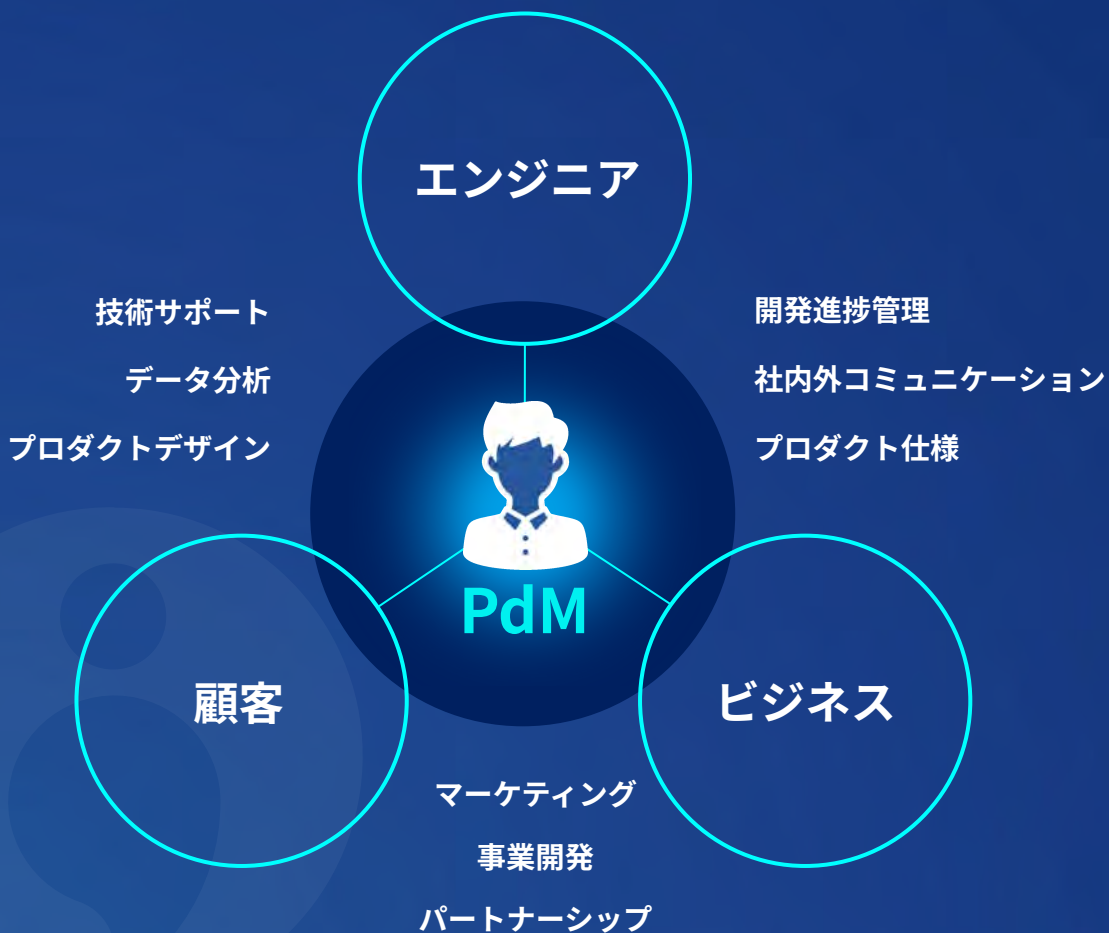 エンジニア
技術サポート
データ分析
プロダクトデザイン
開発進捗管理
社内外コミュニケーション
プロダクト仕様
PdM
顧客
ビジネス
マーケティング
事業開発
パートナーシップ